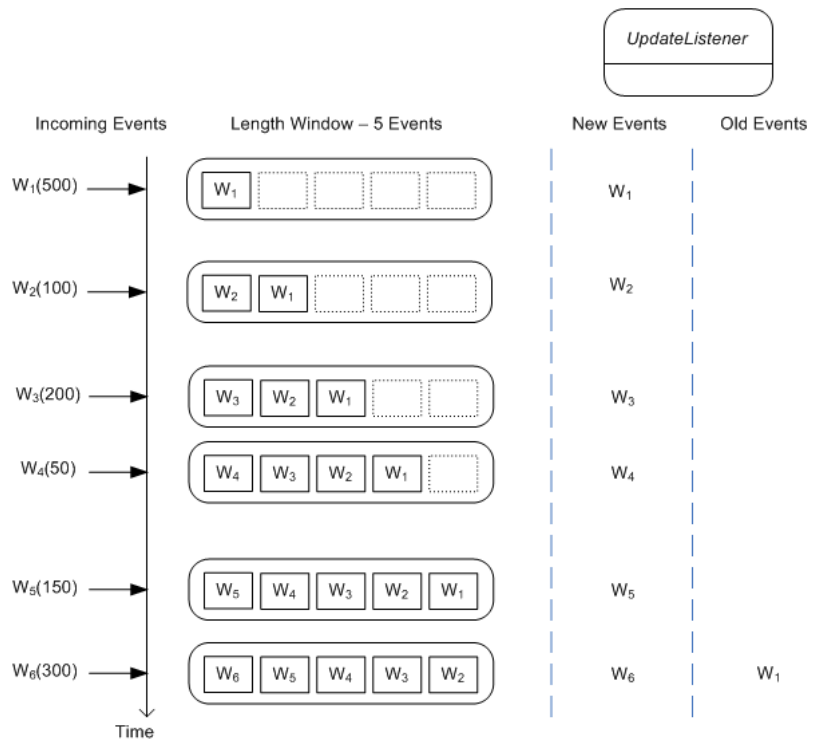 UpdateListener
Incoming Events Length Window – 5 Events New Events Old Events
W₁(500) W₁ W₁
W₂(100) W₂ W₁ W₂
W₃(200) W₃ W₂ W₁ W₃
W₄(50) W₄ W₃ W₂ W₁ W₄
W₅(150) W₅ W₄ W₃ W₂ W₁ W₅
W₆(300) W₆ W₅ W₄ W₃ W₂ W₆ W₁
Time